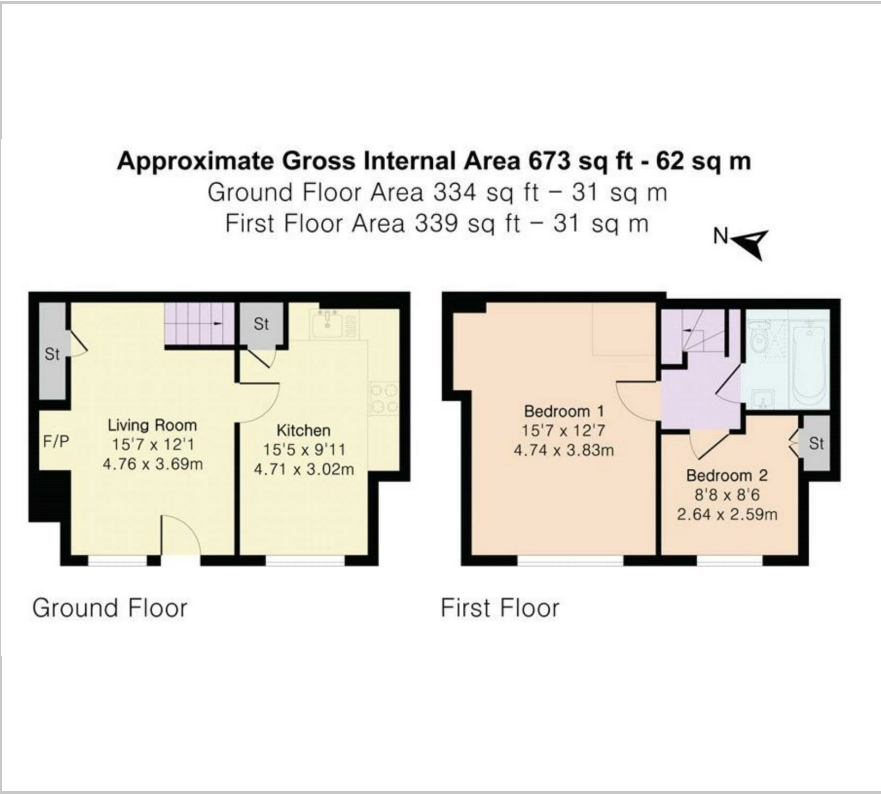 Approximate Gross Internal Area 673 sq ft - 62 sq m
Ground Floor Area 334 sq ft – 31 sq m
First Floor Area 339 sq ft – 31 sq m
N
St
St
F/P
Living Room
15'7 x 12'1
4.76 x 3.69m
Kitchen
15'5 x 9'11
4.71 x 3.02m
Ground Floor
Bedroom 1
15'7 x 12'7
4.74 x 3.83m
Bedroom 2
8'8 x 8'6
2.64 x 2.59m
St
First Floor